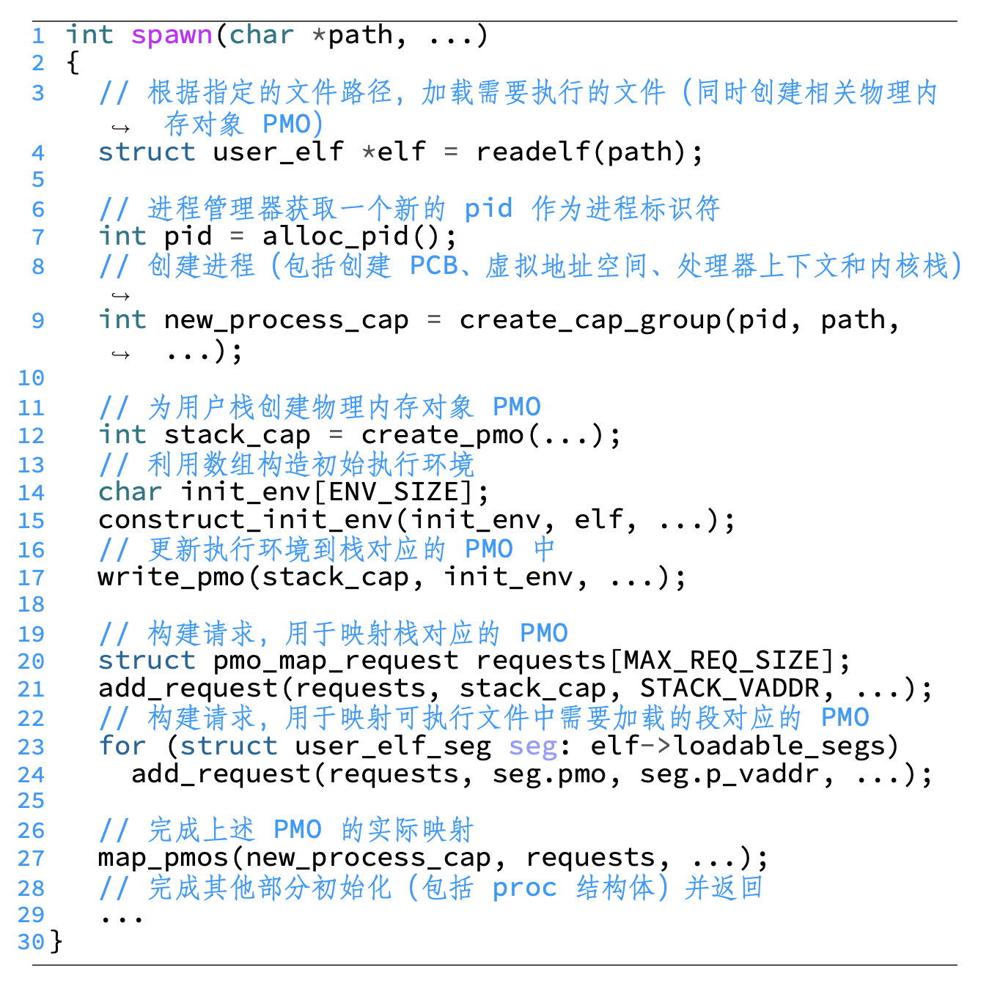 1 int spawn(char *path, ...)
2 {
3 // 根据指定的文件路径，加载需要执行的文件（同时创建相关物理内
↪ 存对象 PMO）
4 struct user_elf *elf = readelf(path);
5
6 // 进程管理器获取一个新的 pid 作为进程标识符
7 int pid = alloc_pid();
8 // 创建进程（包括创建 PCB、虚拟地址空间、处理器上下文和内核栈）
↪
9 int new_process_cap = create_cap_group(pid, path,
↪ ...);
10
11 // 为用户栈创建物理内存对象 PMO
12 int stack_cap = create_pmo(...);
13 // 利用数组构造初始执行环境
14 char init_env[ENV_SIZE];
15 construct_init_env(init_env, elf, ...);
16 // 更新执行环境到栈对应的 PMO 中
17 write_pmo(stack_cap, init_env, ...);
18
19 // 构建请求，用于映射栈对应的 PMO
20 struct pmo_map_request requests[MAX_REQ_SIZE];
21 add_request(requests, stack_cap, STACK_VADDR, ...);
22 // 构建请求，用于映射可执行文件中需要加载的段对应的 PMO
23 for (struct user_elf_seg seg: elf->loadable_segs)
24 add_request(requests, seg.pmo, seg.p_vaddr, ...);
25
26 // 完成上述 PMO 的实际映射
27 map_pmos(new_process_cap, requests, ...);
28 // 完成其他部分初始化（包括 proc 结构体）并返回
29 ...
30 }